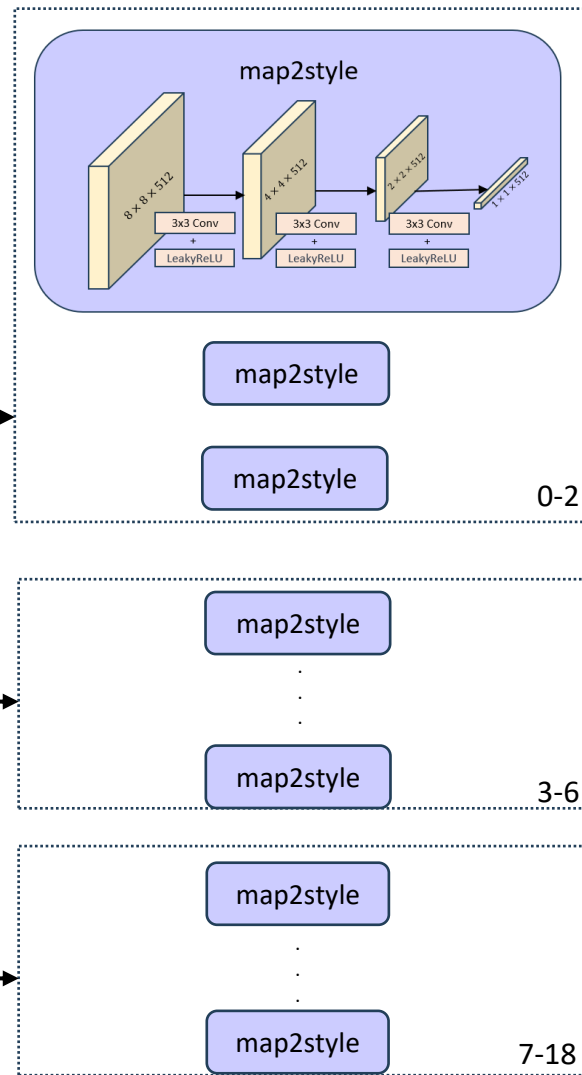 map2style
8 × 8 × 512
4 × 4 × 512
2 × 2 × 512
1 × 1 × 512
3x3 Conv
+
LeakyReLU
3x3 Conv
+
LeakyReLU
3x3 Conv
+
LeakyReLU
map2style
map2style
0-2
map2style
.
.
.
map2style
3-6
map2style
.
.
.
map2style
7-18